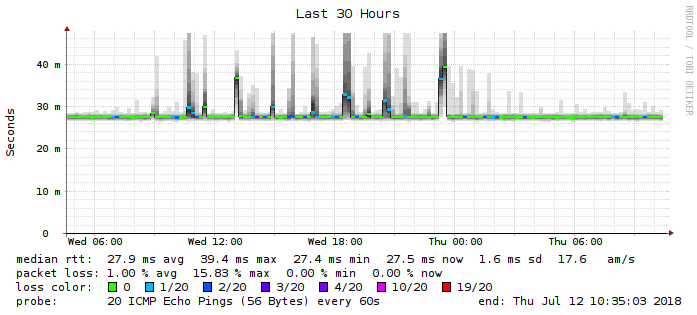 Last 30 Hours
RRDTOOL / TOBI OETIKER
Seconds
40 m
30 m
20 m
10 m
0
Wed 06:00 Wed 12:00 Wed 18:00 Thu 00:00 Thu 06:00
median rtt: 27.9 ms avg 39.4 ms max 27.4 ms min 27.5 ms now 1.6 ms sd 17.6 am/s
packet loss: 1.00 % avg 15.83 % max 0.00 % min 0.00 % now
loss color: 0 1/20 2/20 3/20 4/20 10/20 19/20
probe: 20 ICMP Echo Pings (56 Bytes) every 60s end: Thu Jul 12 10:35:03 2018